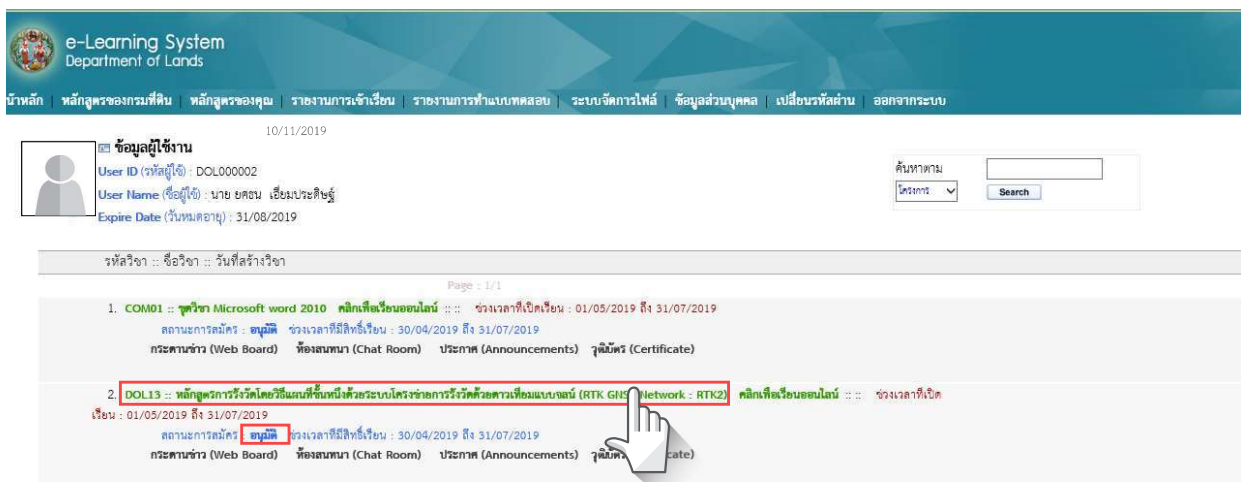 e-Learning System
Department of Lands
น้าหลัก | หลักสูตรของกรมที่ดิน | หลักสูตรของคุณ | รายงานการเข้าเรียน | รายงานการทำแบบทดสอบ | ระบบจัดการไฟล์ | ข้อมูลส่วนบุคคล | เปลี่ยนรหัสผ่าน | ออกจากระบบ
10/11/2019
ข้อมูลผู้ใช้งาน
User ID (รหัสผู้ใช้) : DOL000002
User Name (ชื่อผู้ใช้) : นาย ยศธน เอี่ยมประดิษฐ์
Expire Date (วันหมดอายุ) : 31/08/2019
ค้นหาตาม
โครงการ Search
รหัสวิชา :: ชื่อวิชา :: วันที่สร้างวิชา
Page : 1/1
1. COM01 :: ชุดวิชา Microsoft word 2010 คลิกเพื่อเรียนออนไลน์ :: :: ช่วงเวลาที่เปิดเรียน : 01/05/2019 ถึง 31/07/2019
สถานะการสมัคร : อนุมัติ ช่วงเวลาที่มีสิทธิ์เรียน : 30/04/2019 ถึง 31/07/2019
กระดานข่าว (Web Board) ห้องสนทนา (Chat Room) ประกาศ (Announcements) วุฒิบัตร (Certificate)
2. DOL13 :: หลักสูตรการรังวัดโดยวิธีแผนที่ชั้นหนึ่งด้วยระบบโครงข่ายการรังวัดด้วยดาวเทียมแบบจลน์ (RTK GNS Network : RTK2) คลิกเพื่อเรียนออนไลน์ :: :: ช่วงเวลาที่เปิด
เรียน : 01/05/2019 ถึง 31/07/2019
สถานะการสมัคร : อนุมัติ ช่วงเวลาที่มีสิทธิ์เรียน : 30/04/2019 ถึง 31/07/2019
กระดานข่าว (Web Board) ห้องสนทนา (Chat Room) ประกาศ (Announcements) วุฒิบัตร cate)